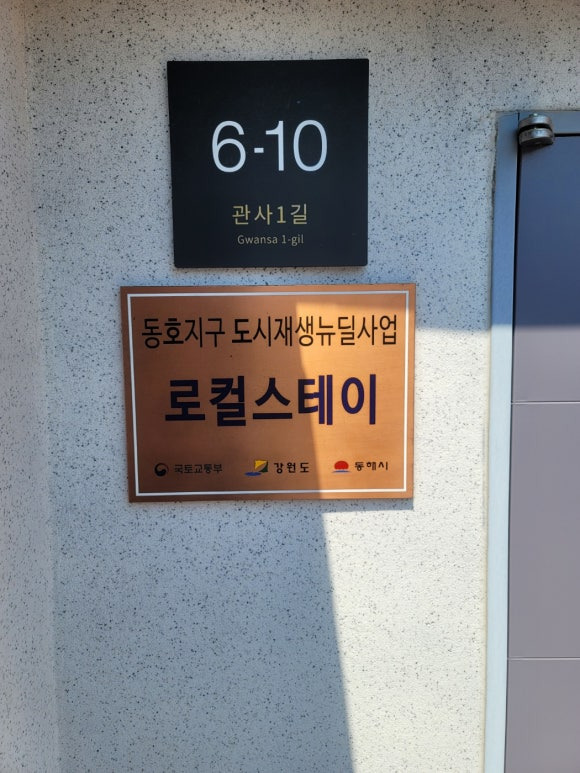 6-10
관사1길
Gwansa 1-gil
동호지구 도시재생뉴딜사업
로컬스테이
국토교통부 강원도 동해시